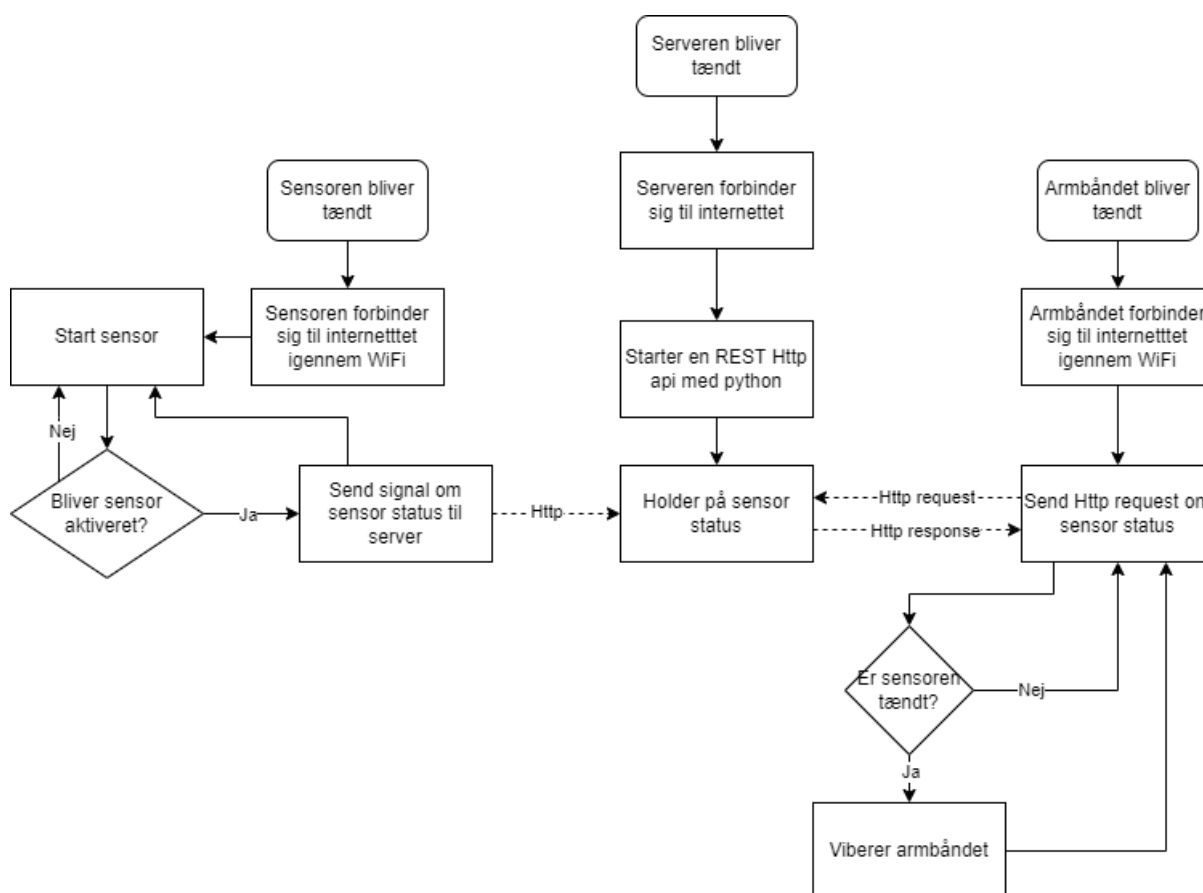 Serveren bliver
tændt
Serveren forbinder
sig til internettet
Starter en REST Http
api med python
Holder på sensor
status
Sensoren bliver
tændt
Sensoren forbinder
sig til internetttet
igennem WiFi
Start sensor
Nej
Bliver sensor
aktiveret?
Ja
Send signal om
sensor status til
server
Http
Armbåndet bliver
tændt
Armbåndet forbinder
sig til internetttet
igennem WiFi
Http request
Http response
Send Http request om
sensor status
Er sensoren
tændt?
Nej
Ja
Viberer armbåndet